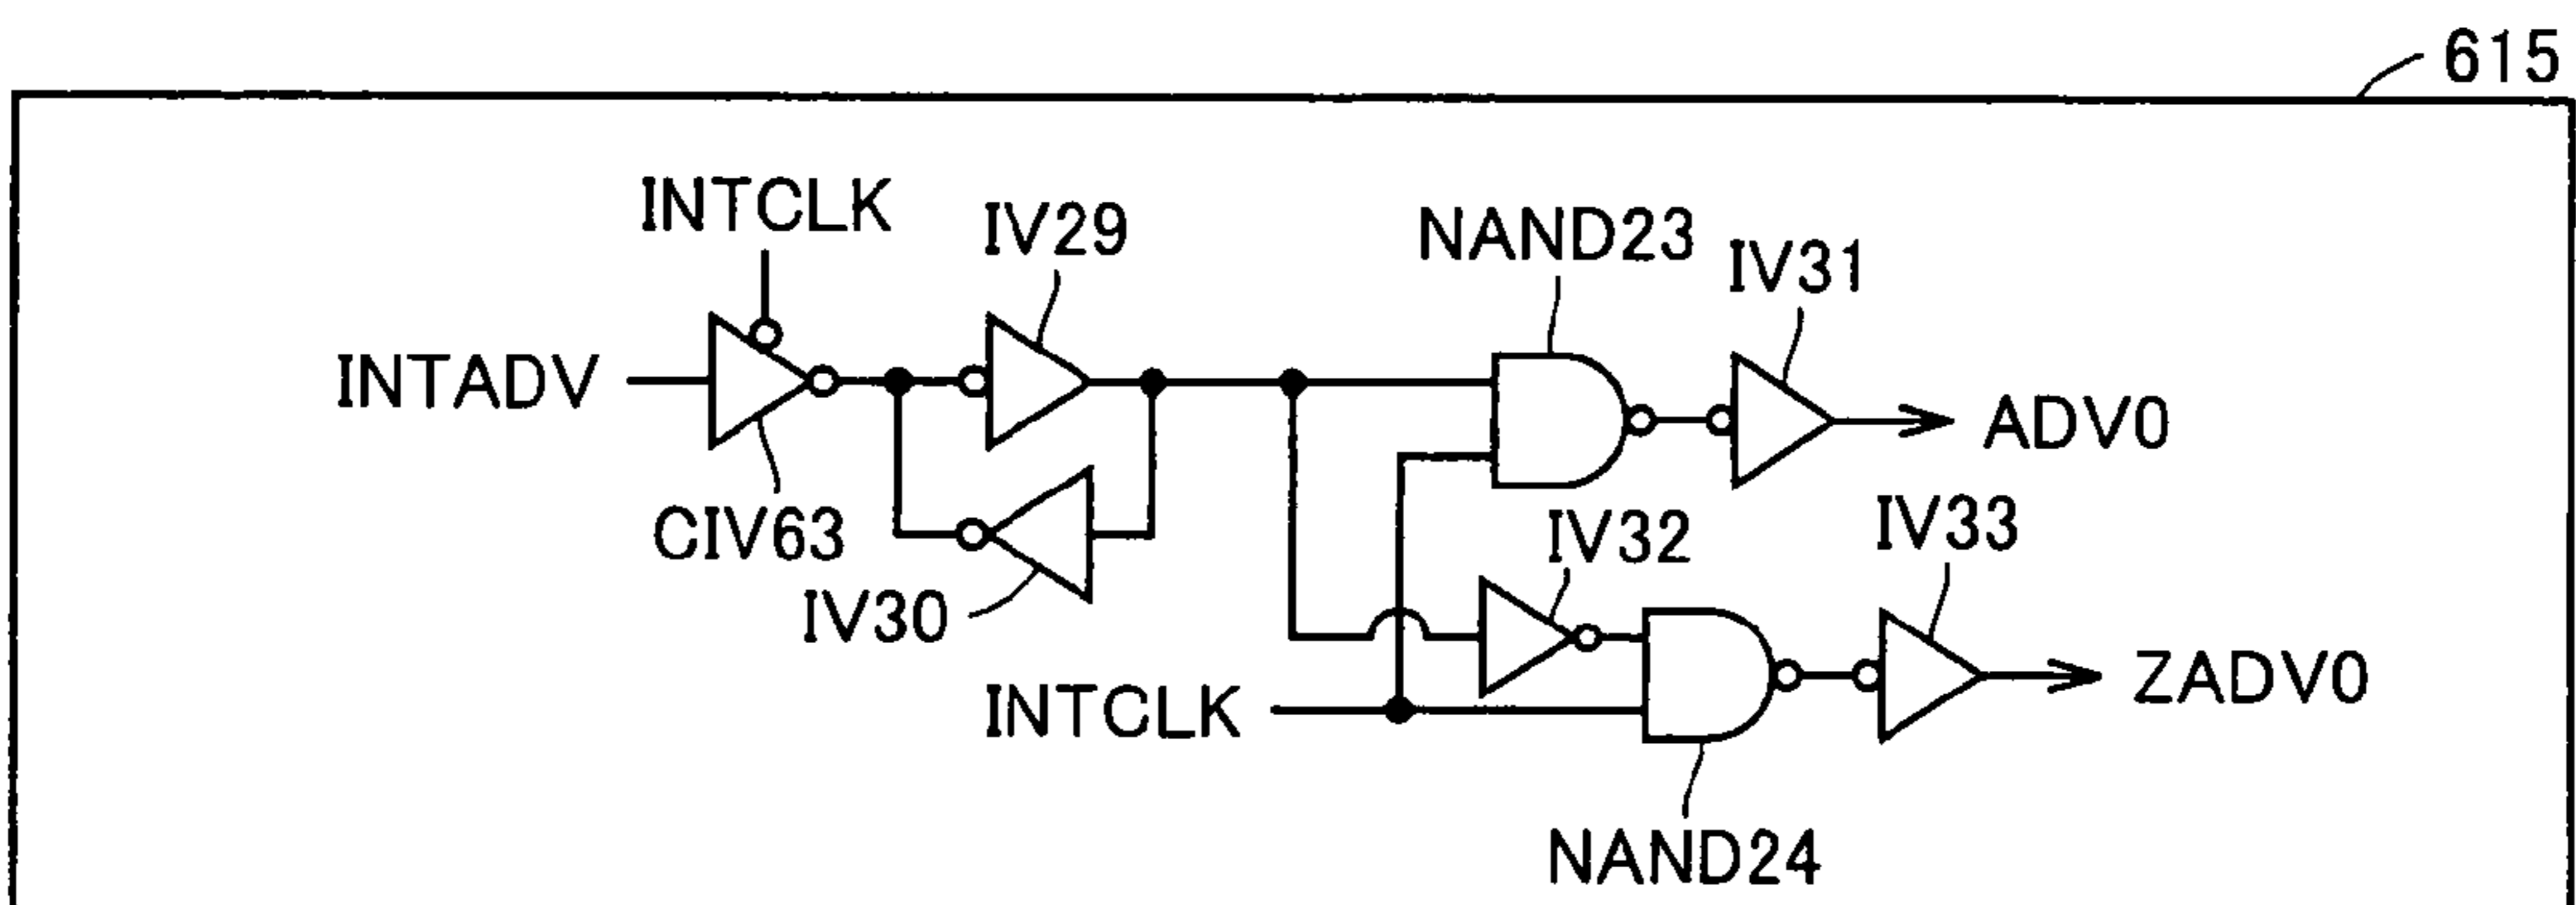 615
INTCLK
IV29
NAND23
IV31
INTADV
ADV0
CIV63
IV30
IV32
IV33
INTCLK
ZADV0
NAND24